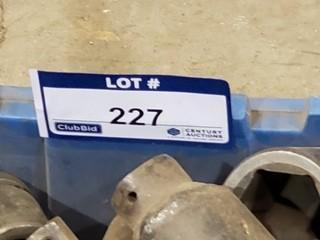 LOT #
227
ClubBid
CENTURY
AUCTIONS